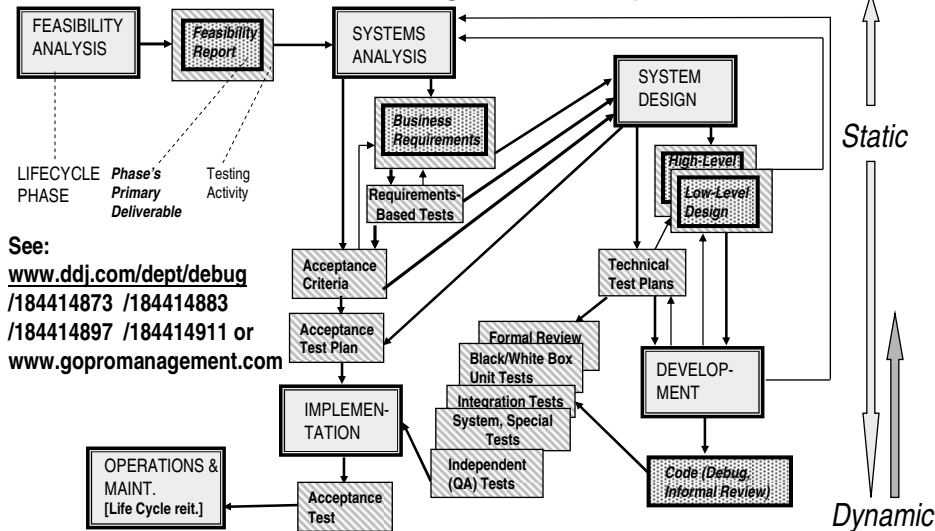 FEASIBILITY
ANALYSIS
Feasibility
Report
SYSTEMS
ANALYSIS
SYSTEM
DESIGN
Static
Business
Requirements
High-Level
Low-Level
Design
LIFECYCLE
PHASE
Phase's
Primary
Deliverable
Testing
Activity
Requirements-
Based Tests
See:
www.ddj.com/dept/debug
/184414873 /184414883
/184414897 /184414911 or
www.gopromanagement.com
Acceptance
Criteria
Technical
Test Plans
Acceptance
Test Plan
Formal Review
Black/White Box
Unit Tests
Integration Tests
System, Special
Tests
Independent
(QA) Tests
DEVELOP-
MENT
IMPLEMEN-
TATION
OPERATIONS &
MAINT.
[Life Cycle reit.]
Acceptance
Test
Code (Debug,
Informal Review)
Dynamic